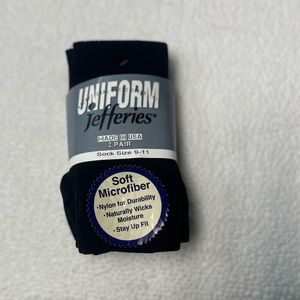 UNIFORM
Jefferies®
MADE IN USA
2 PAIR
Sock Size 9-11
Soft
Microfiber
•Nylon for Durability
•Naturally Wicks
Moisture
•Stay Up Fit